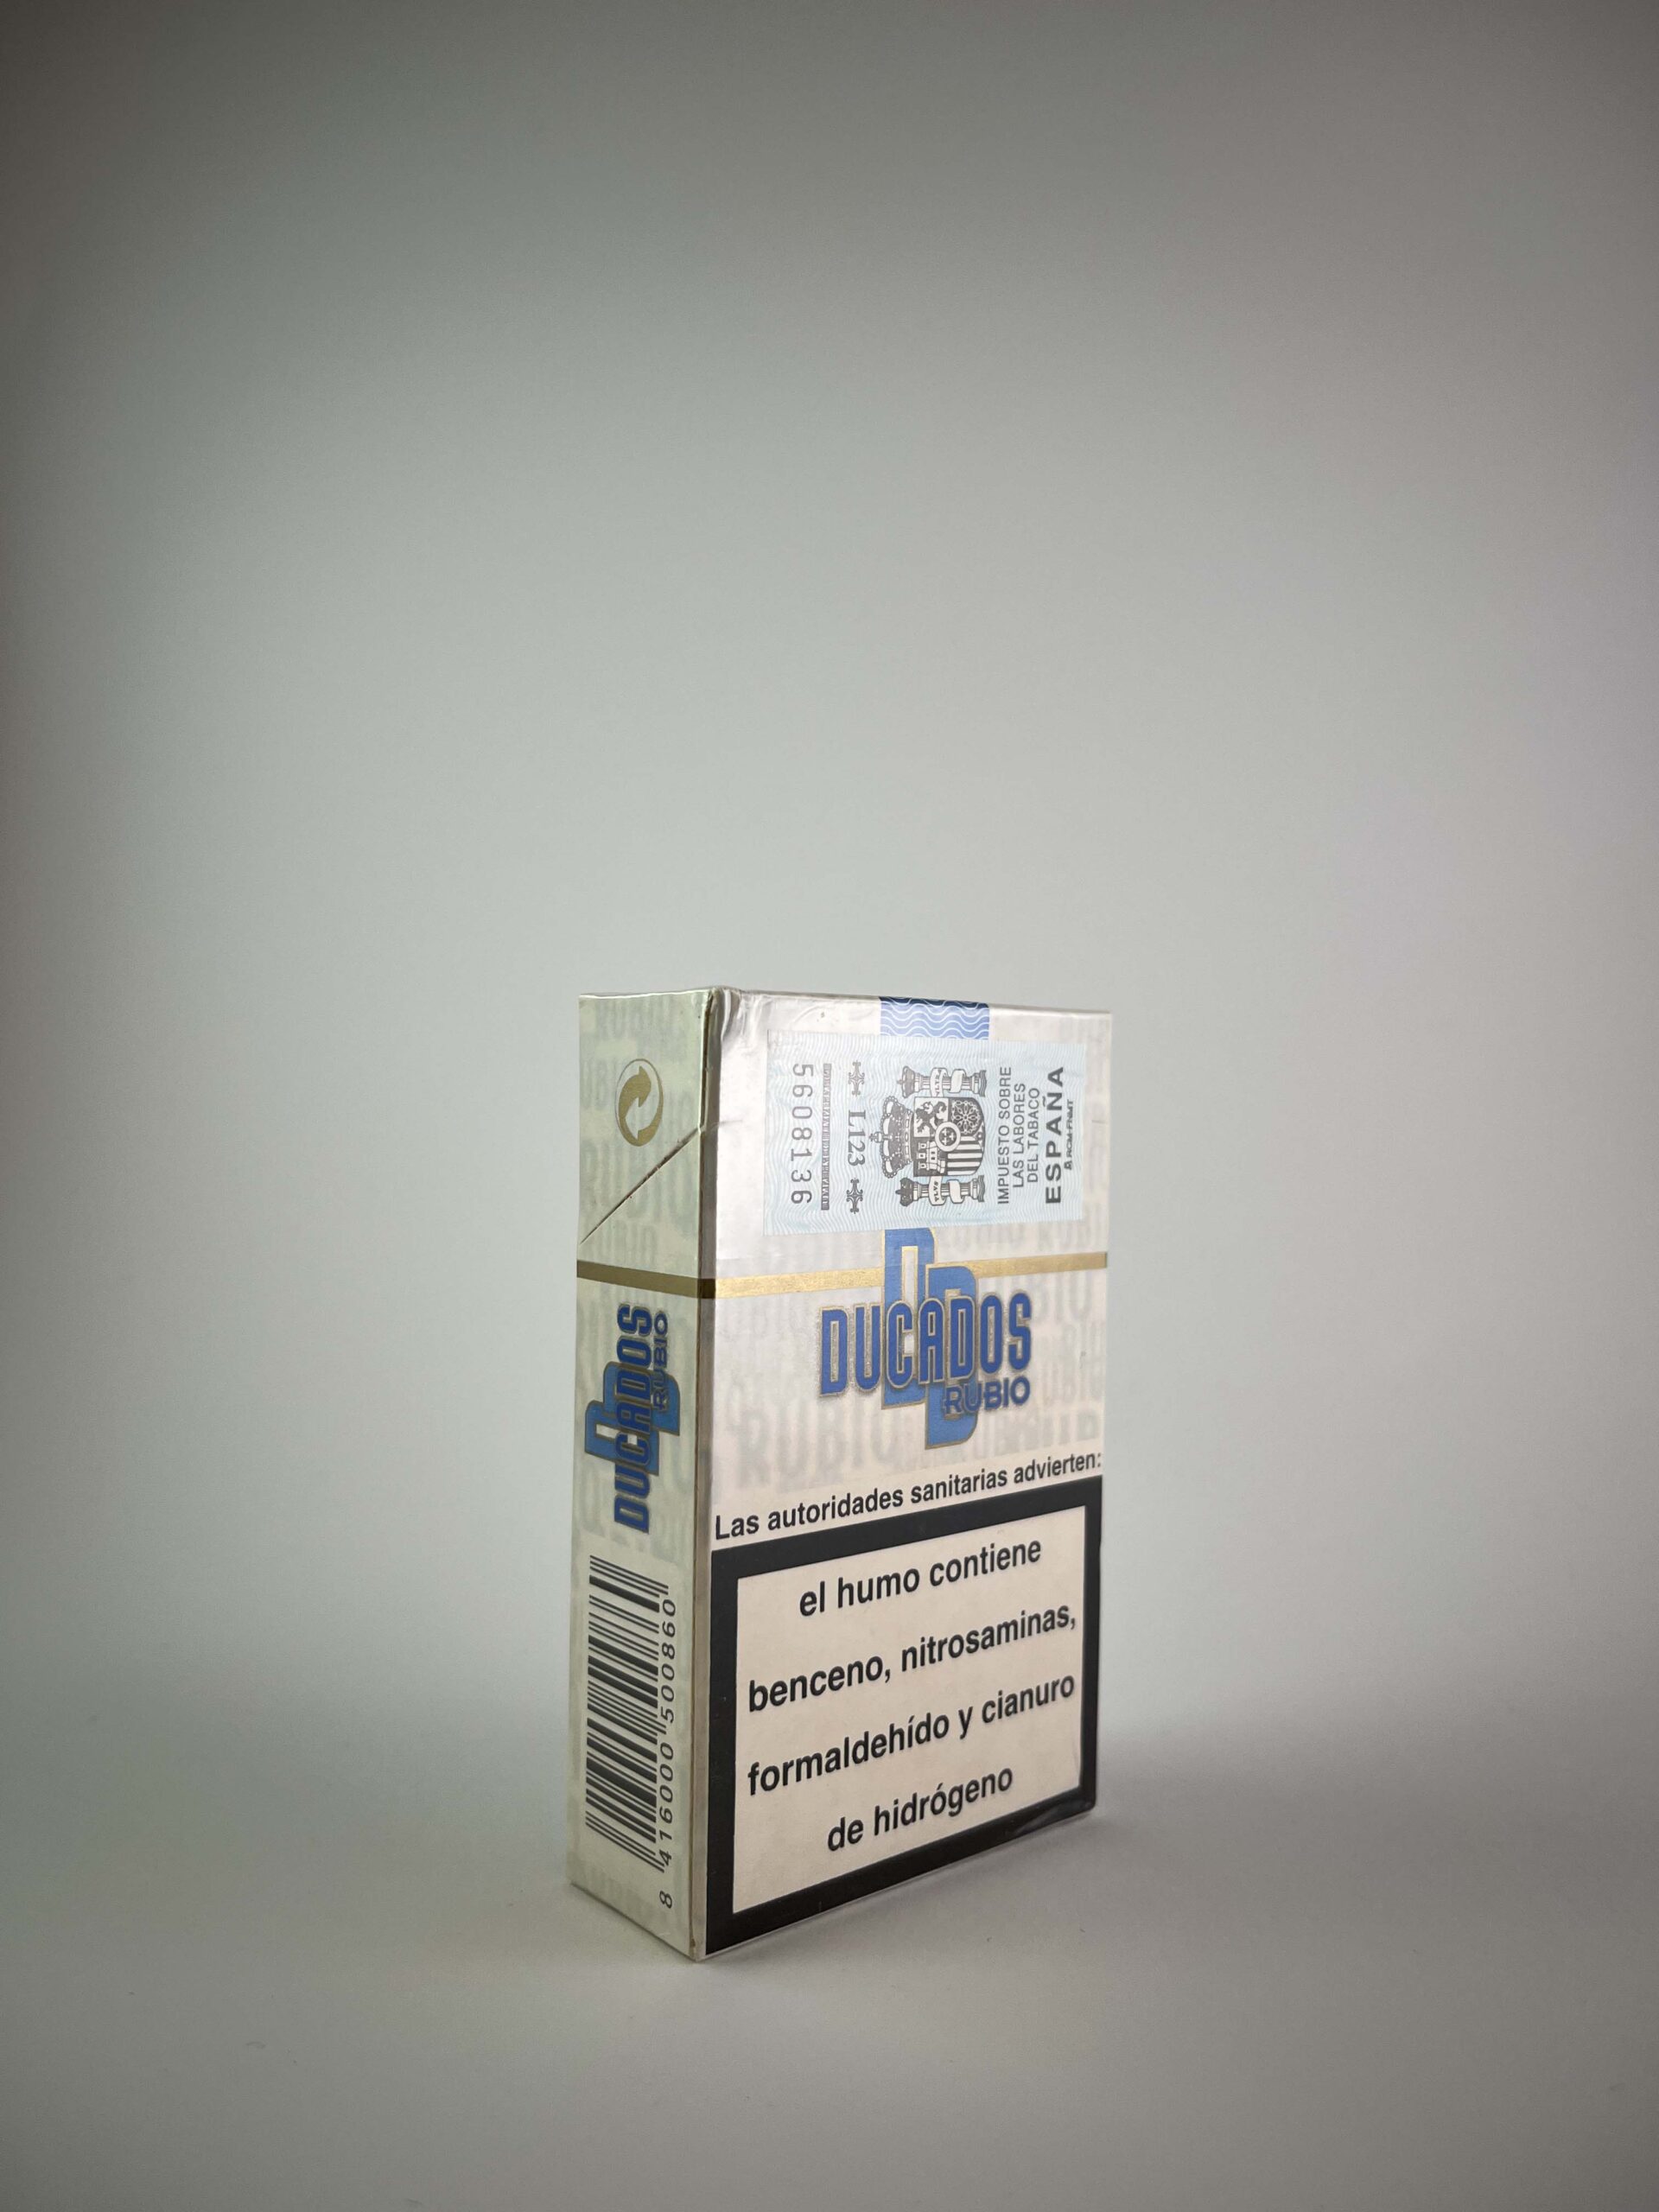 5608136
L123
IMPUESTO SOBRE
LAS LABORES
DEL TABACO
ESPAÑA
DUCADOS
RUBIO
Las autoridades sanitarias advierten:
el humo contiene
benceno, nitrosaminas,
formaldehído y cianuro
de hidrógeno
DUCADOS
RUBIO
8 416000 500860